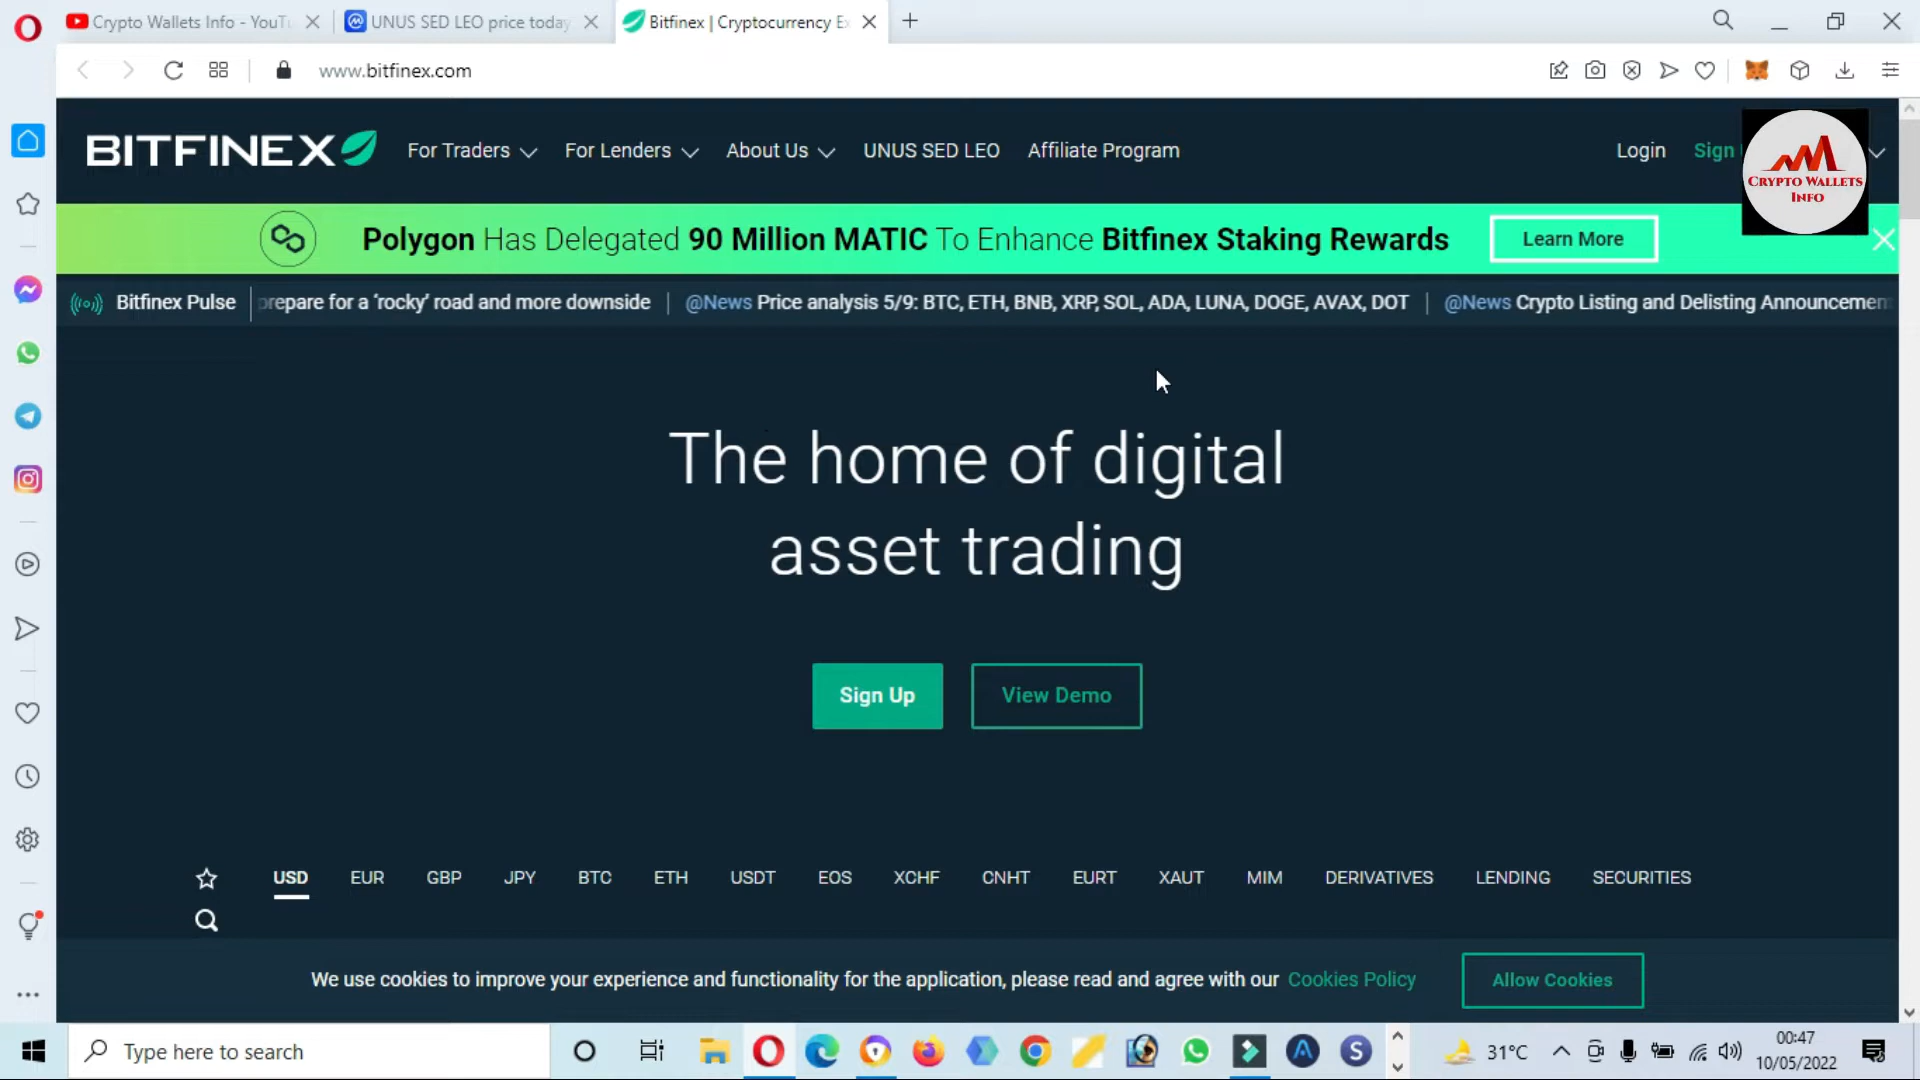 Crypto Wallets Info - YouTu
UNUS SED LEO price today
Bitfinex | Cryptocurrency Ex
www.bitfinex.com
BITFINEX
For Traders
For Lenders
About Us
UNUS SED LEO
Affiliate Program
Login
Sign
CRYPTO WALLETS
INFO
Polygon Has Delegated 90 Million MATIC To Enhance Bitfinex Staking Rewards
Learn More
Bitfinex Pulse
prepare for a 'rocky' road and more downside
@News Price analysis 5/9: BTC, ETH, BNB, XRP, SOL, ADA, LUNA, DOGE, AVAX, DOT
@News Crypto Listing and Delisting Announcemen
The home of digital
asset trading
Sign Up
View Demo
USD EUR GBP JPY BTC ETH USDT EOS XCHF CNHT EURT XAUT MIM DERIVATIVES LENDING SECURITIES
We use cookies to improve your experience and functionality for the application, please read and agree with our Cookies Policy
Allow Cookies
Type here to search
31°C
00:47
10/05/2022